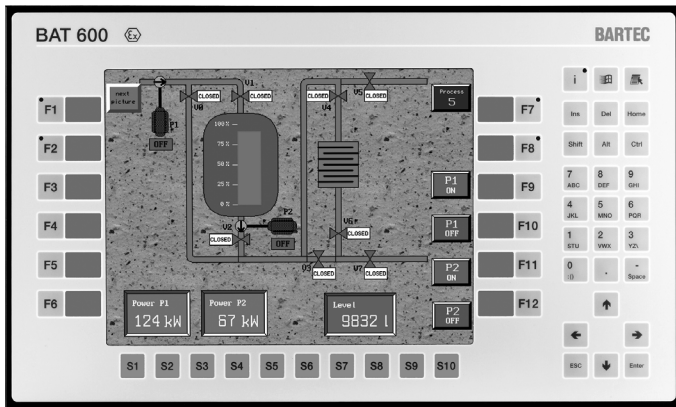 BAT 600 Ex BARTEC
next
picture
V1
CLOSED
CLOSED
V0
P1
OFF
V5
CLOSED
CLOSED
V4
Process
5
100 %
75 %
50 %
25 %
0 %
V2
CLOSED
P2
OFF
V6
CLOSED
V3
CLOSED
V7
CLOSED
P1
ON
P1
OFF
P2
ON
P2
OFF
Power P1
124 kW
Power P2
67 kW
Level
9832 l
F1
F2
F3
F4
F5
F6
F7
F8
F9
F10
F11
F12
S1 S2 S3 S4 S5 S6 S7 S8 S9 S10
i
Ins Del Home
Shift Alt Ctrl
7 8 9
ABC DEF GHI
4 5 6
JKL MNO PQR
1 2 3
STU VWX YZ\
0 . -
Space
ESC Enter